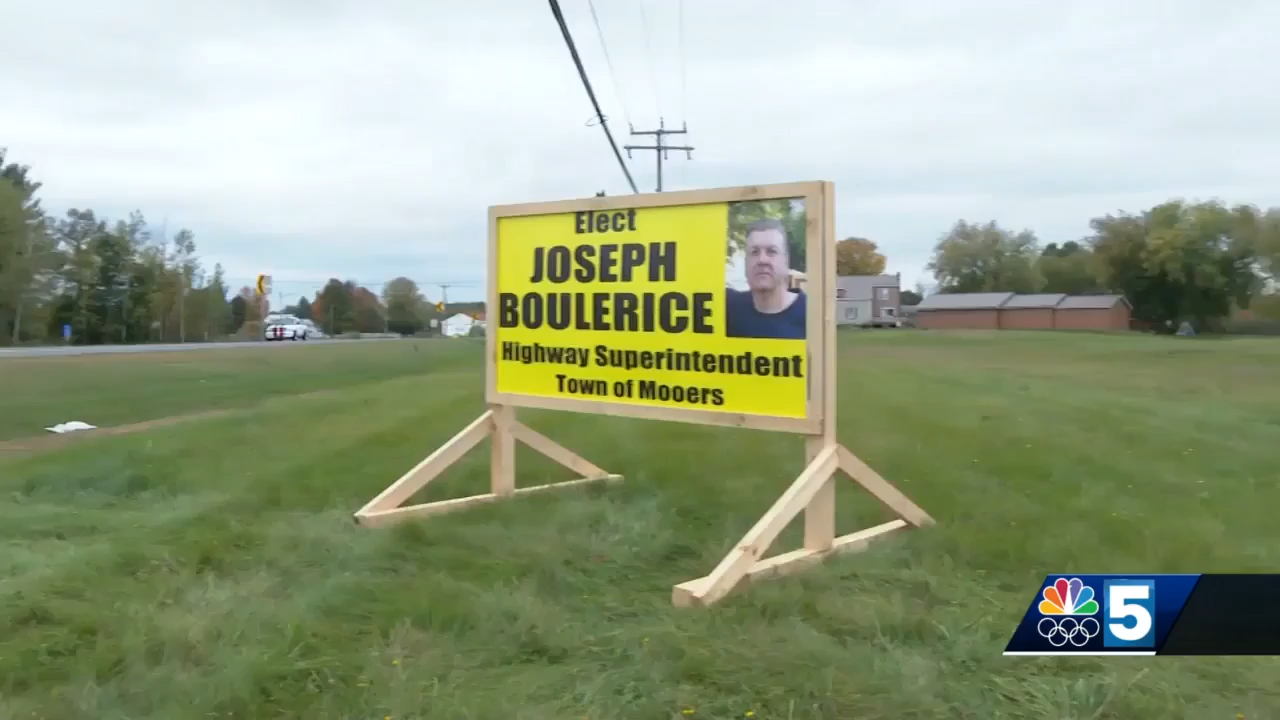 Elect
JOSEPH
BOULERICE
Highway Superintendent
Town of Mooers
5